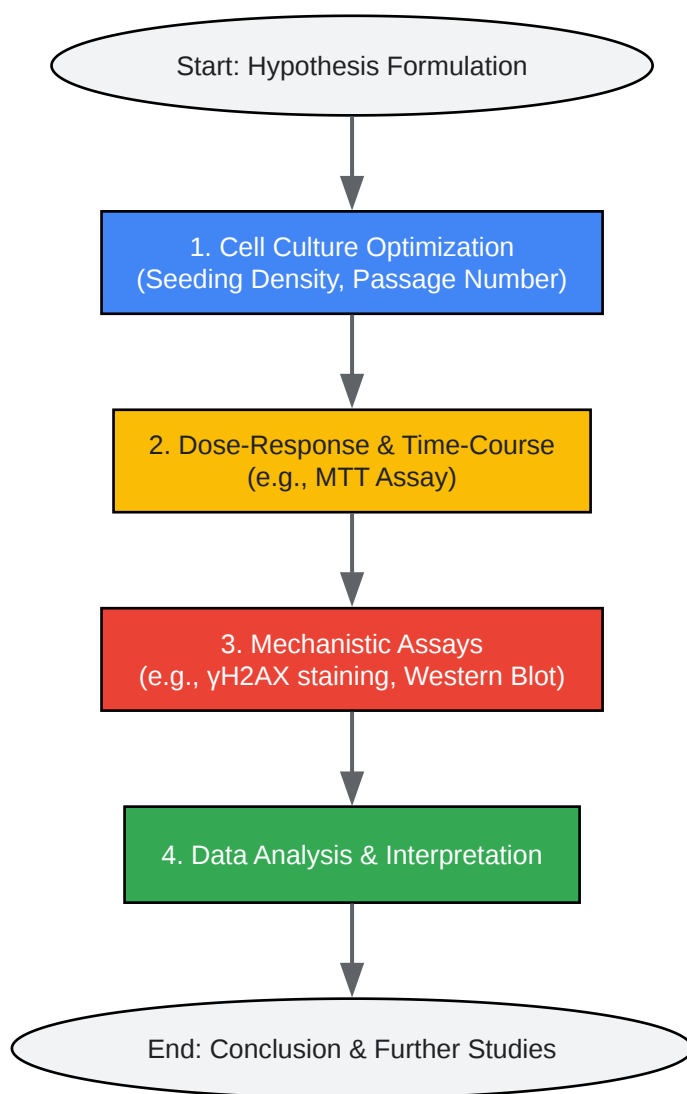 Start: Hypothesis Formulation
1. Cell Culture Optimization
(Seeding Density, Passage Number)
2. Dose-Response & Time-Course
(e.g., MTT Assay)
3. Mechanistic Assays
(e.g., γH2AX staining, Western Blot)
4. Data Analysis & Interpretation
End: Conclusion & Further Studies